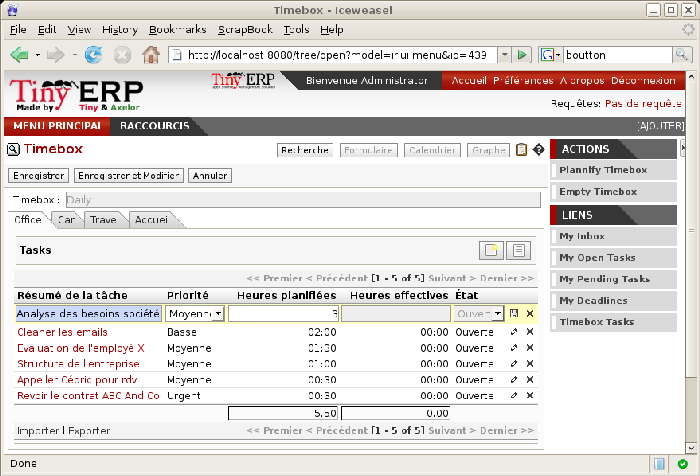 Timebox - Iceweasel
File Edit View History Bookmarks ScrapBook Tools Help
http://localhost:8080/tree/open?model=ir.ui.menu&id=439 boutton
Tiny ERP
Made by Tiny & Axelor
Tiny ERP
Bienvenue Administrator
Accueil Préférences A propos Déconnexion
Requêtes: Pas de requête
MENU PRINCIPAL RACCOURCIS [AJOUTER]
Timebox
Recherche Formulaire Calendrier Graphe
Enregistrer Enregistrer et Modifier Annuler
Timebox : Daily
Office Car Travel Accueil
Tasks
<< Premier < Précédent [1 - 5 of 5] Suivant > Dernier >>
Résumé de la tâche Priorité Heures planifiées Heures effectives État
Analyse des besoins société Moyenne 3 Ouverte
Cleaner les emails Basse 02:00 00:00 Ouverte
Evaluation de l'employé X Moyenne 01:30 00:00 Ouverte
Structure de l entreprise Moyenne 01:00 00:00 Ouverte
Appeller Cédric pour rdv Moyenne 00:30 00:00 Ouverte
Revoir le contrat ABC And Co Urgent 00:30 00:00 Ouverte
5.50 0.00
Importer | Exporter << Premier < Précédent [1 - 5 of 5] Suivant > Dernier >>
ACTIONS
Plannify Timebox
Empty Timebox
LIENS
My Inbox
My Open Tasks
My Pending Tasks
My Deadlines
Timebox Tasks
Done